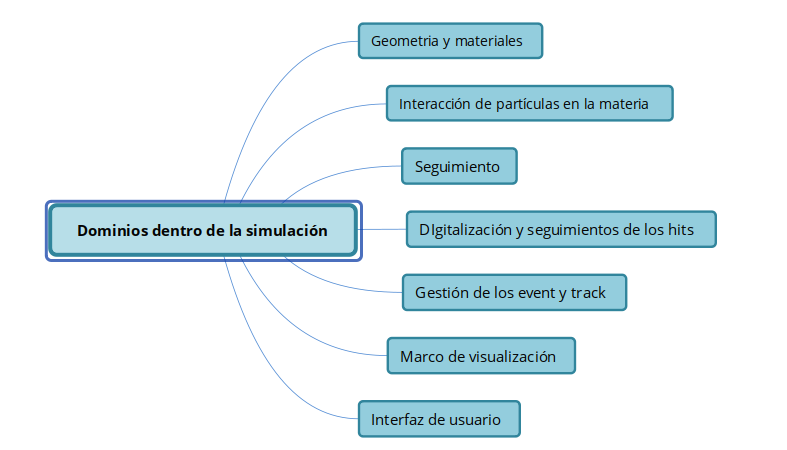 Geometria y materiales
Interacción de partículas en la materia
Seguimiento
Dominios dentro de la simulación
DIgitalización y seguimientos de los hits
Gestión de los event y track
Marco de visualización
Interfaz de usuario